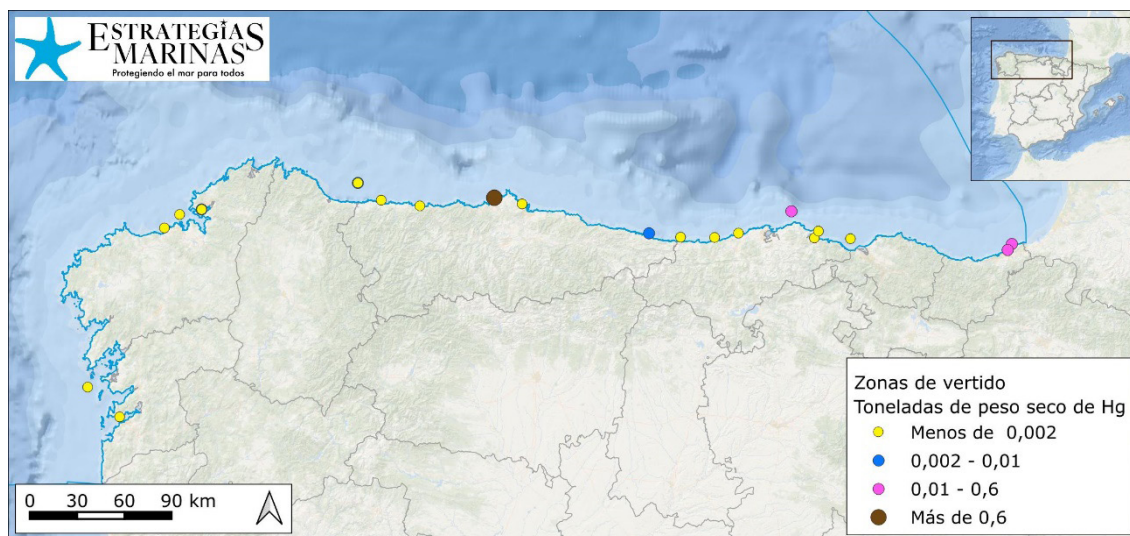 ESTRATEGIAS
MARINAS
Protegiendo el mar para todos
Zonas de vertido
Toneladas de peso seco de Hg
Menos de 0,002
0,002 - 0,01
0,01 - 0,6
Más de 0,6
0 30 60 90 km